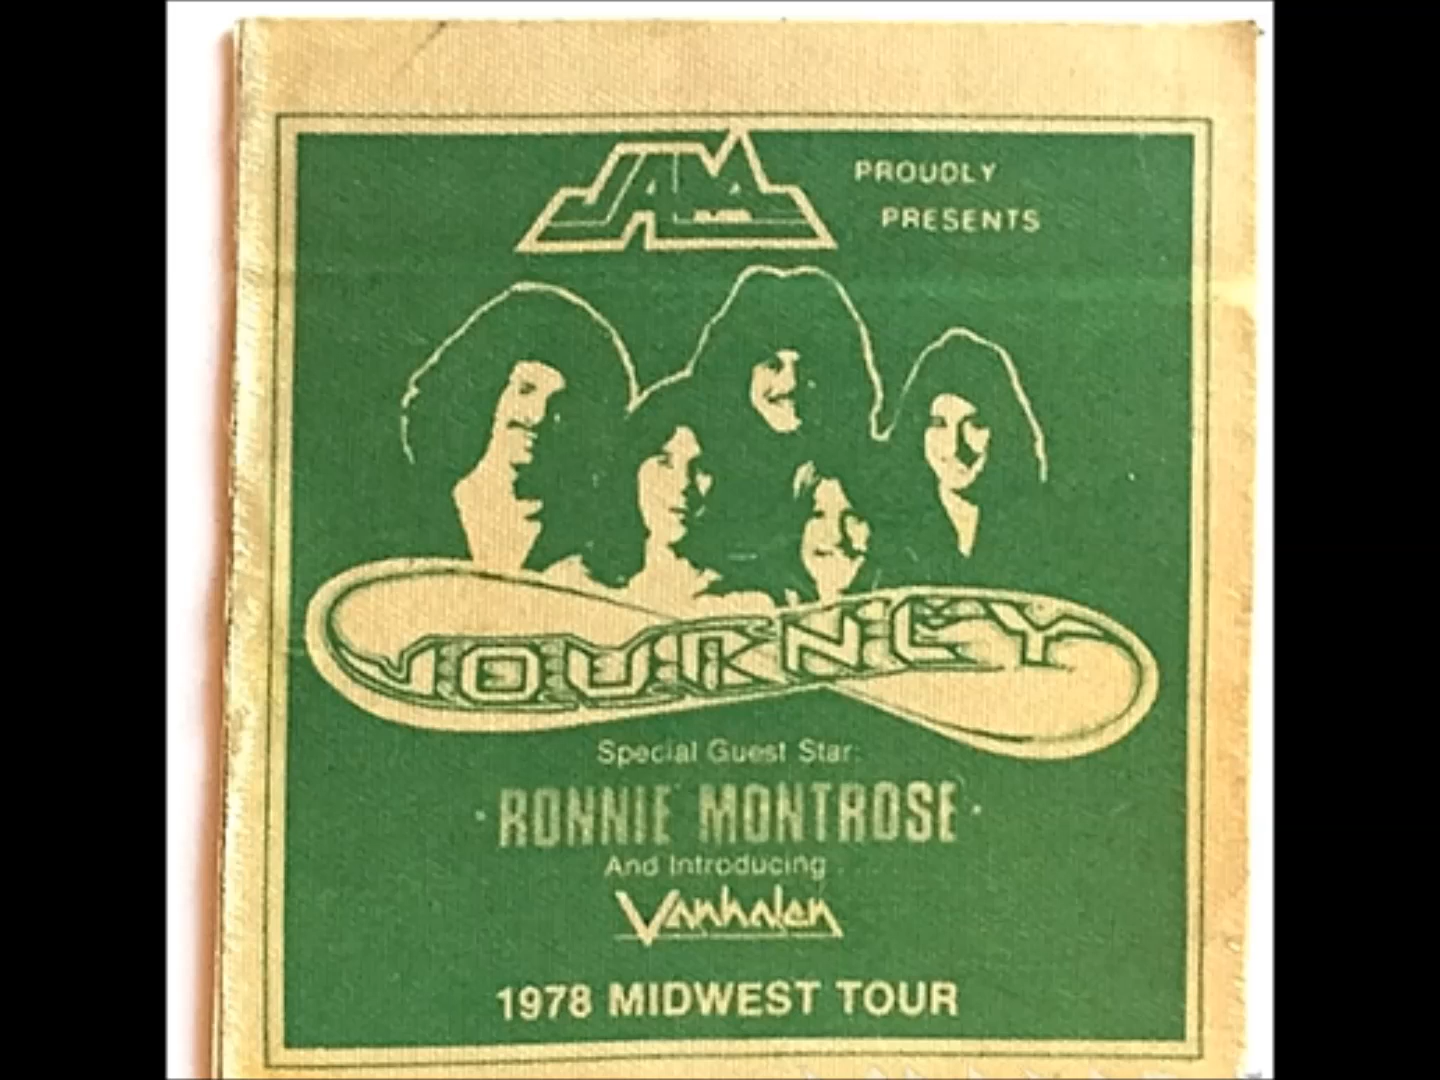 JAM
PROUDLY
PRESENTS
JOURNEY
Special Guest Star:
· RONNIE MONTROSE ·
And Introducing . . . .
Vanhalen
1978 MIDWEST TOUR